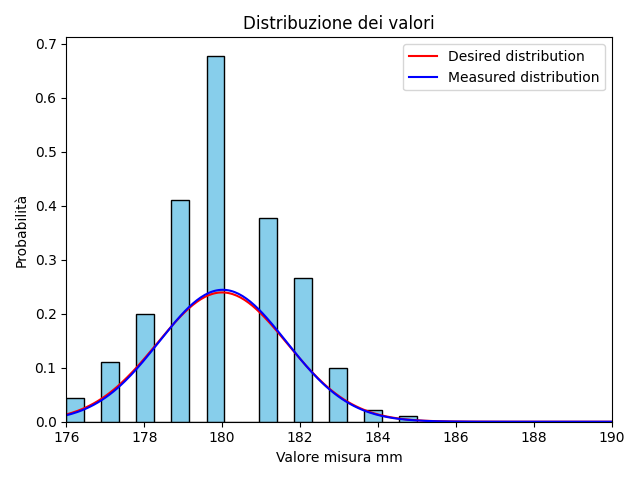 Distribuzione dei valori
Desired distribution
Measured distribution
Probabilità
0.7
0.6
0.5
0.4
0.3
0.2
0.1
0.0
176 178 180 182 184 186 188 190
Valore misura mm